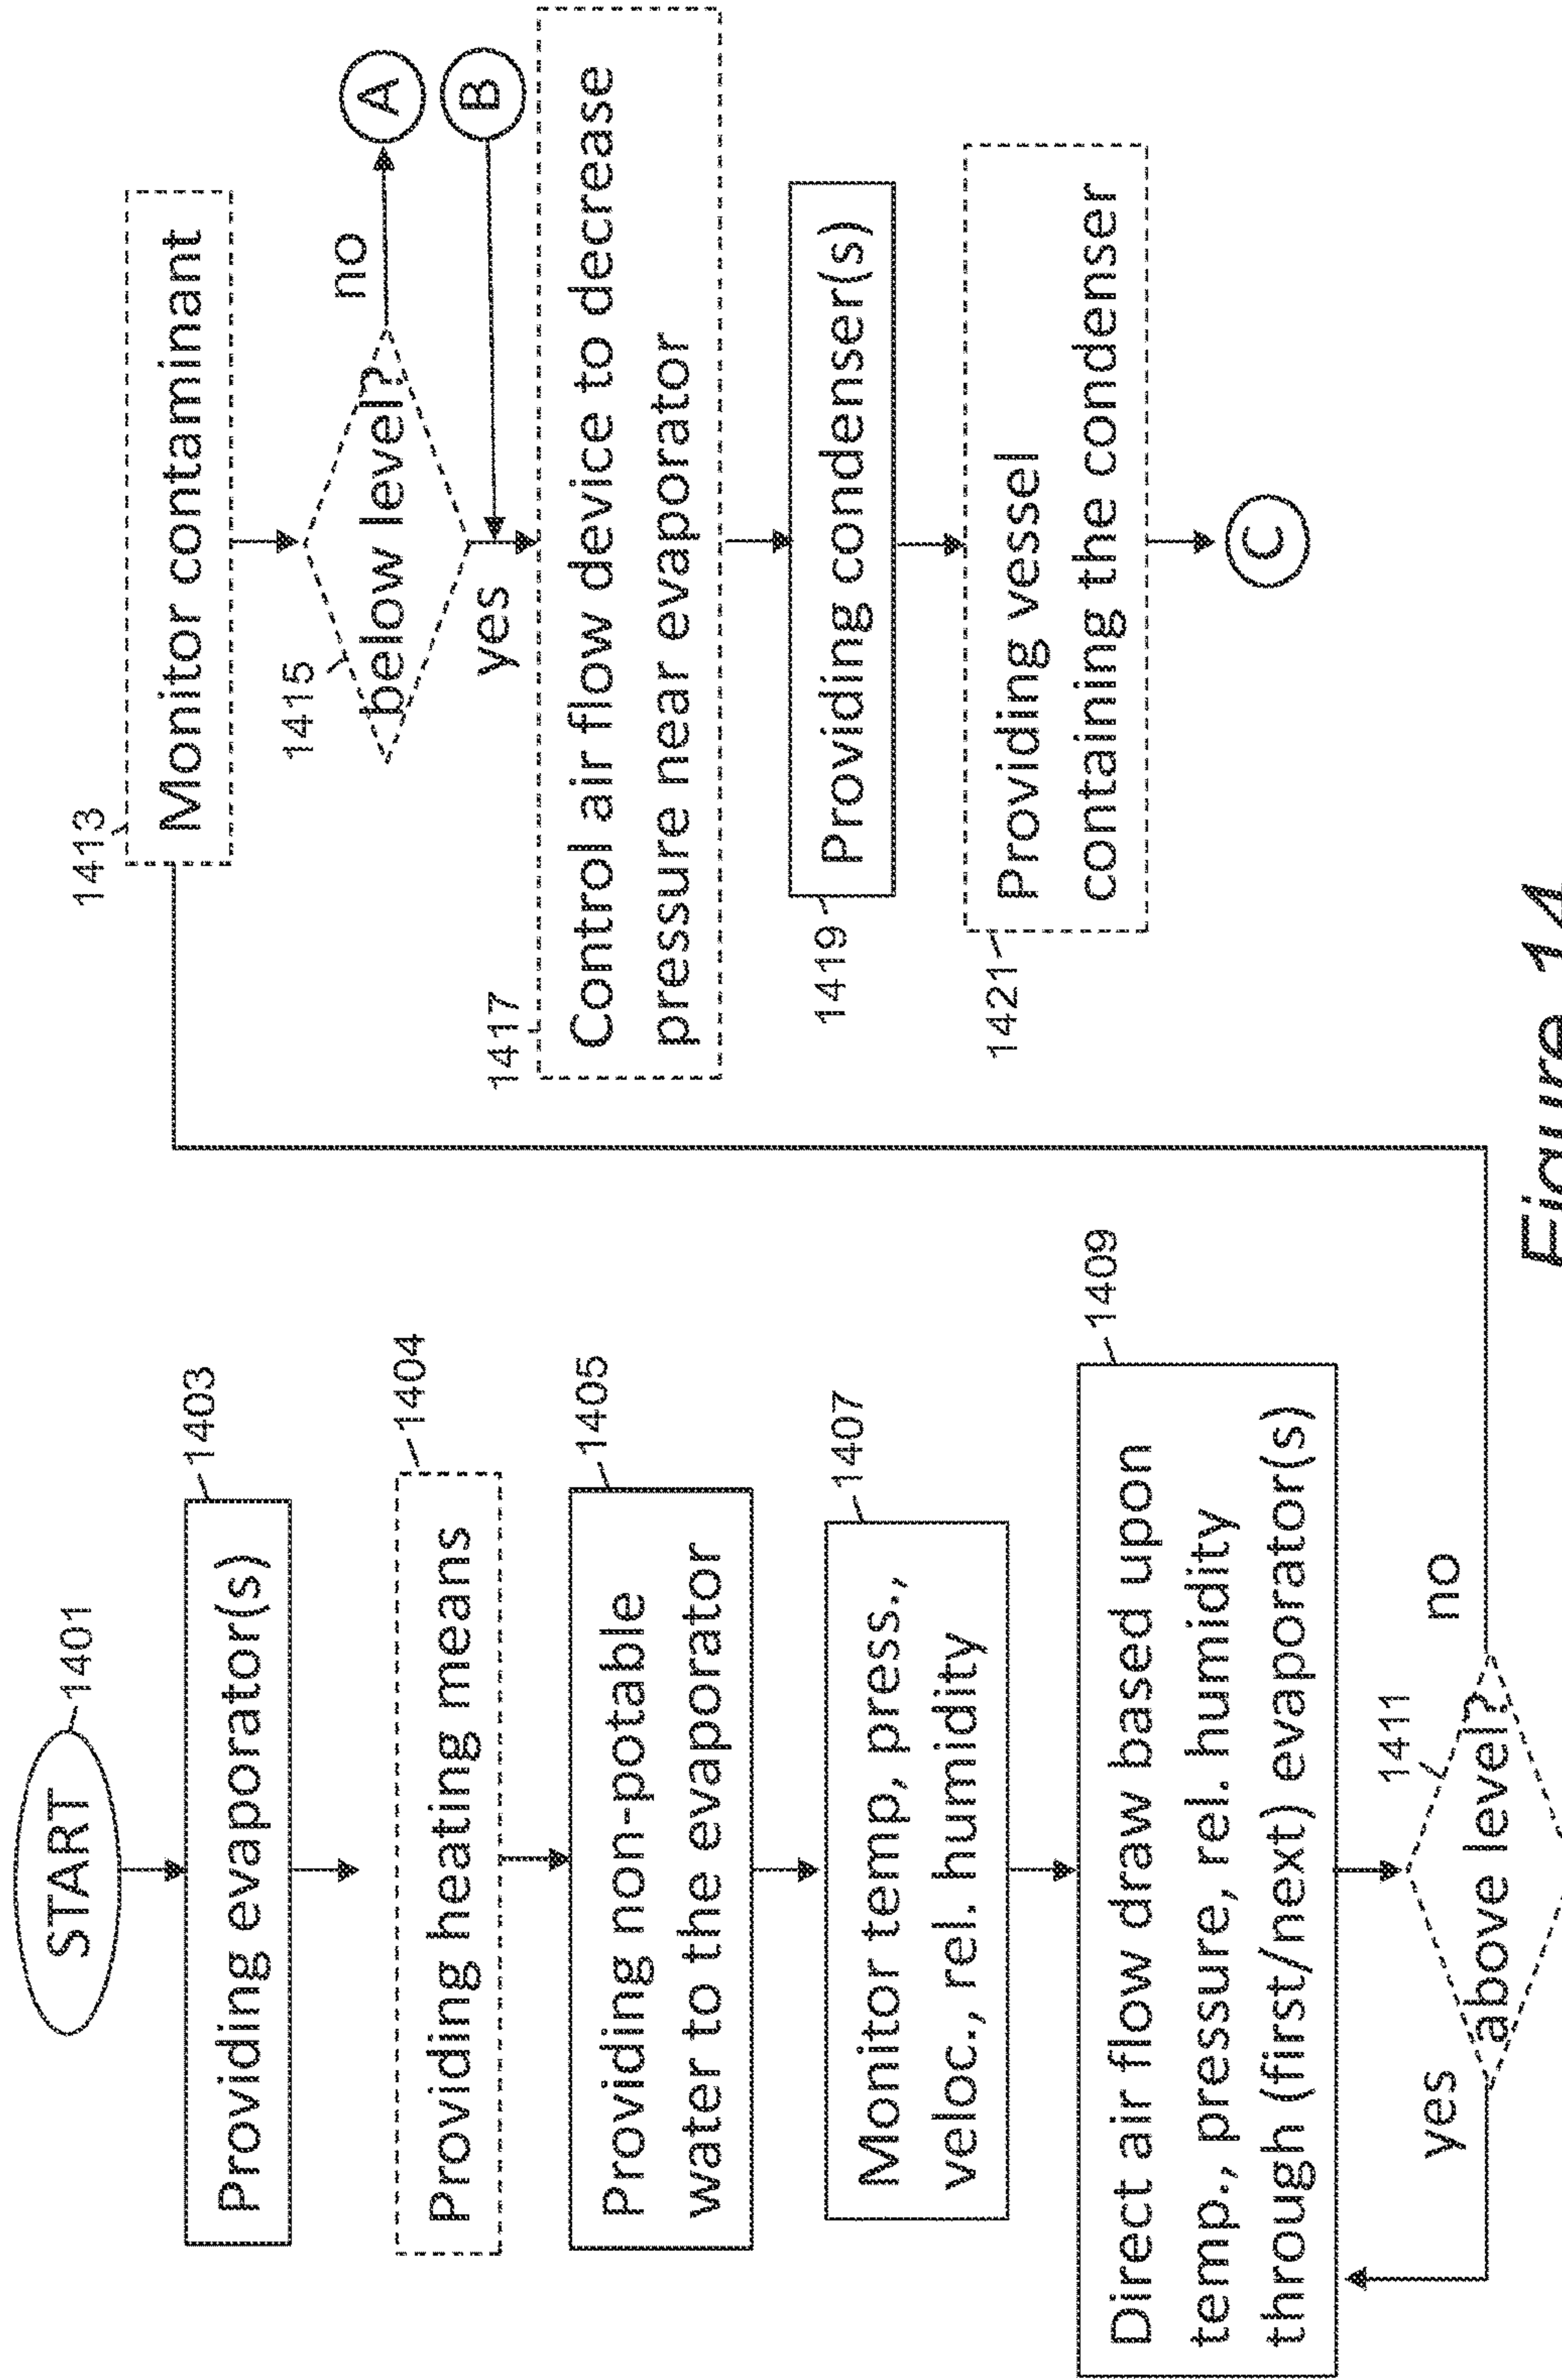 START
1401
1403
Providing evaporator(s)
1404
Providing heating means
1405
Providing non-potable
water to the evaporator
1407
Monitor temp, press.,
veloc., rel. humidity
1409
Direct air flow draw based upon
temp., pressure, rel. humidity
through (first/next) evaporator(s)
1411
yes
above level?
no
1413
Monitor contaminant
1415
below level?
no
A
yes
B
1417
Control air flow device to decrease
pressure near evaporator
1419
Providing condenser(s)
1421
Providing vessel
containing the condenser
C
Figure 14